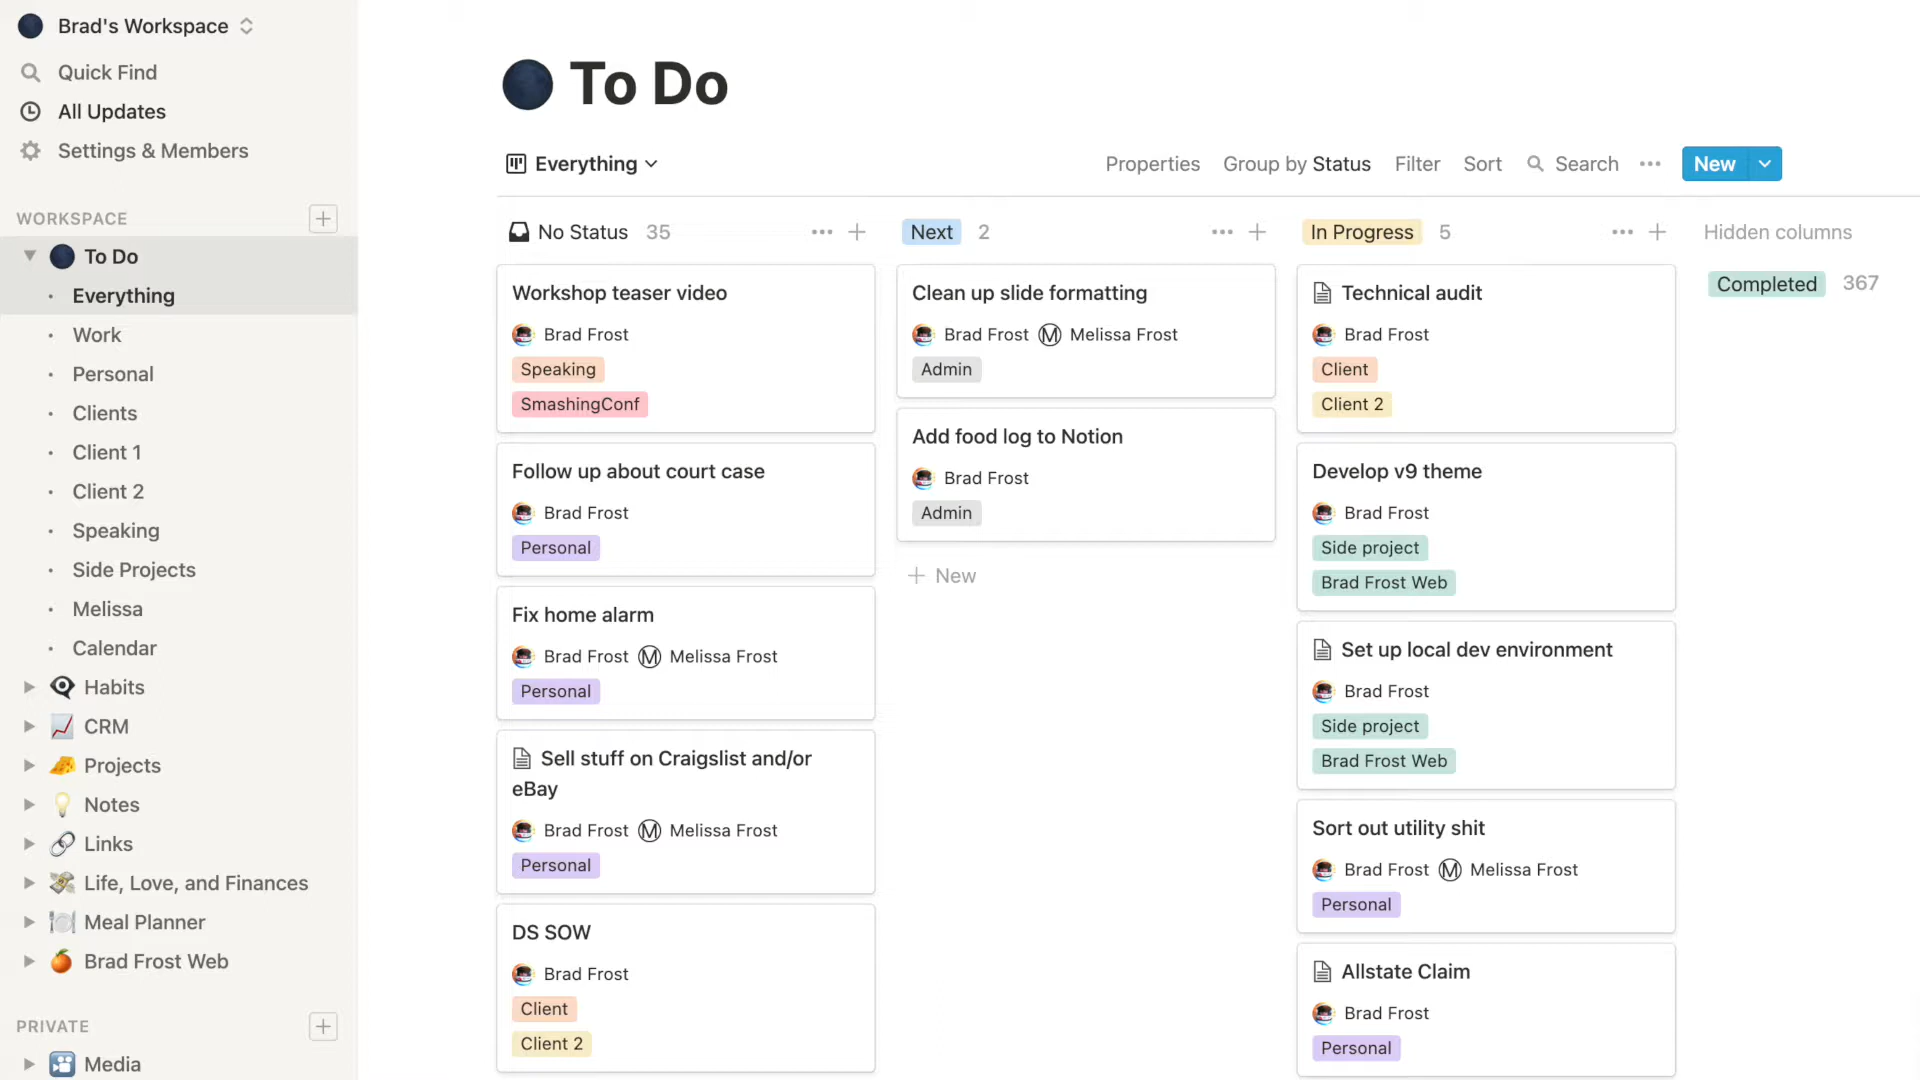 Brad's Workspace
Quick Find
All Updates
Settings & Members
WORKSPACE
To Do
Everything
Work
Personal
Clients
Client 1
Client 2
Speaking
Side Projects
Melissa
Calendar
Habits
CRM
Projects
Notes
Links
Life, Love, and Finances
Meal Planner
Brad Frost Web
PRIVATE
Media
To Do
Everything
Properties Group by Status Filter Sort Search New
No Status 35
Workshop teaser video
Brad Frost
Speaking
SmashingConf
Follow up about court case
Brad Frost
Personal
Fix home alarm
Brad Frost Melissa Frost
Personal
Sell stuff on Craigslist and/or
eBay
Brad Frost Melissa Frost
Personal
DS SOW
Brad Frost
Client
Client 2
Next 2
Clean up slide formatting
Brad Frost Melissa Frost
Admin
Add food log to Notion
Brad Frost
Admin
New
In Progress 5
Technical audit
Brad Frost
Client
Client 2
Develop v9 theme
Brad Frost
Side project
Brad Frost Web
Set up local dev environment
Brad Frost
Side project
Brad Frost Web
Sort out utility shit
Brad Frost Melissa Frost
Personal
Allstate Claim
Brad Frost
Personal
Hidden columns
Completed 367